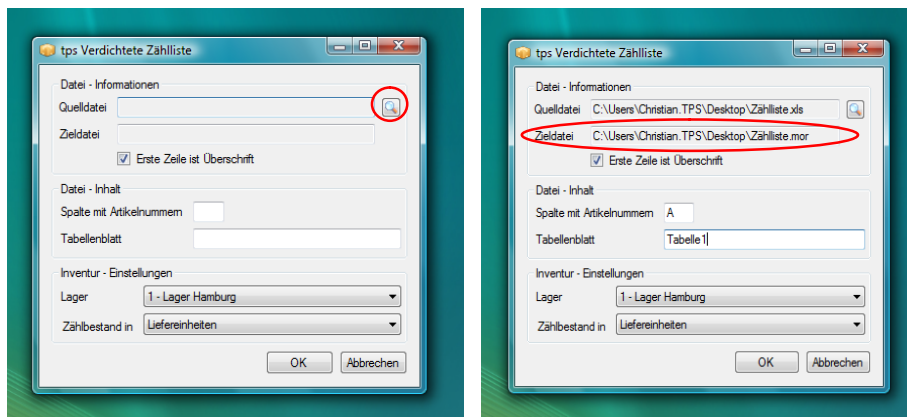 tps Verdichtete Zählliste
Datei - Informationen
Quelldatei
Zieldatei
Erste Zeile ist Überschrift
Datei - Inhalt
Spalte mit Artikelnummern
Tabellenblatt
Inventur - Einstellungen
Lager 1 - Lager Hamburg
Zählbestand in Liefereinheiten
OK Abbrechen
tps Verdichtete Zählliste
Datei - Informationen
Quelldatei C:\Users\Christian.TPS\Desktop\Zählliste.xls
Zieldatei C:\Users\Christian.TPS\Desktop\Zählliste.mor
Erste Zeile ist Überschrift
Datei - Inhalt
Spalte mit Artikelnummern A
Tabellenblatt Tabelle1
Inventur - Einstellungen
Lager 1 - Lager Hamburg
Zählbestand in Liefereinheiten
OK Abbrechen